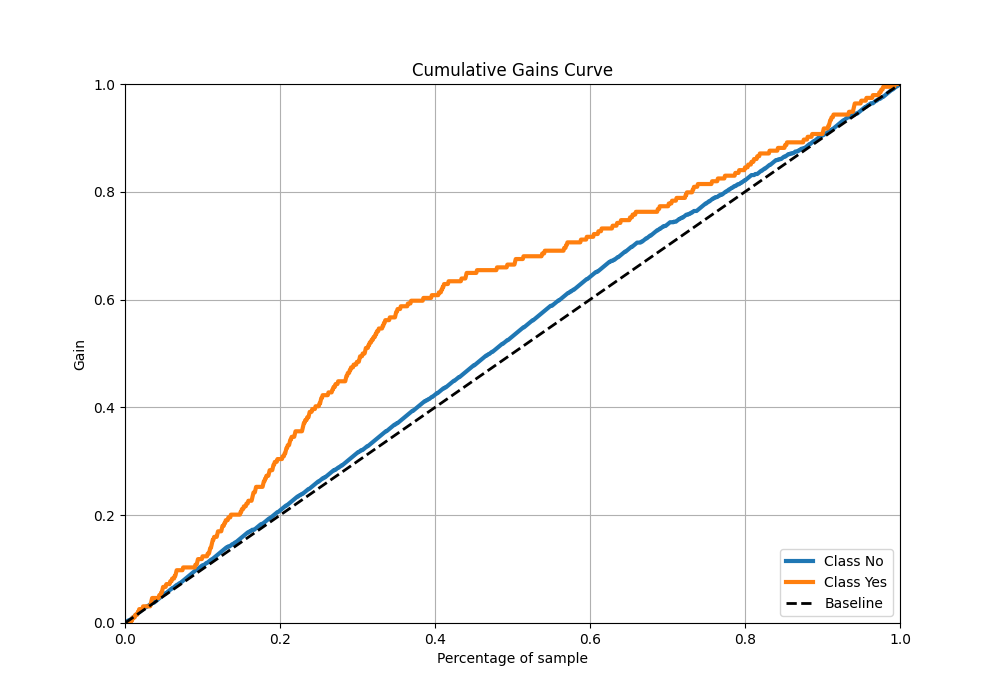 Cumulative Gains Curve
1.0
0.8
0.6
0.4
0.2
0.0
Gain
0.0 0.2 0.4 0.6 0.8 1.0
Percentage of sample
Class No
Class Yes
Baseline